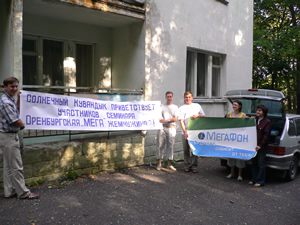 СОЛНЕЧНЫЙ КУВАНДЫК ПРИВЕТСТВУЕТ
УЧАСТНИКОВ СЕМИНАРА
ОРЕНБУРГСКАЯ МЕГА ЖЕМЧУЖИНА
МЕГАФОН